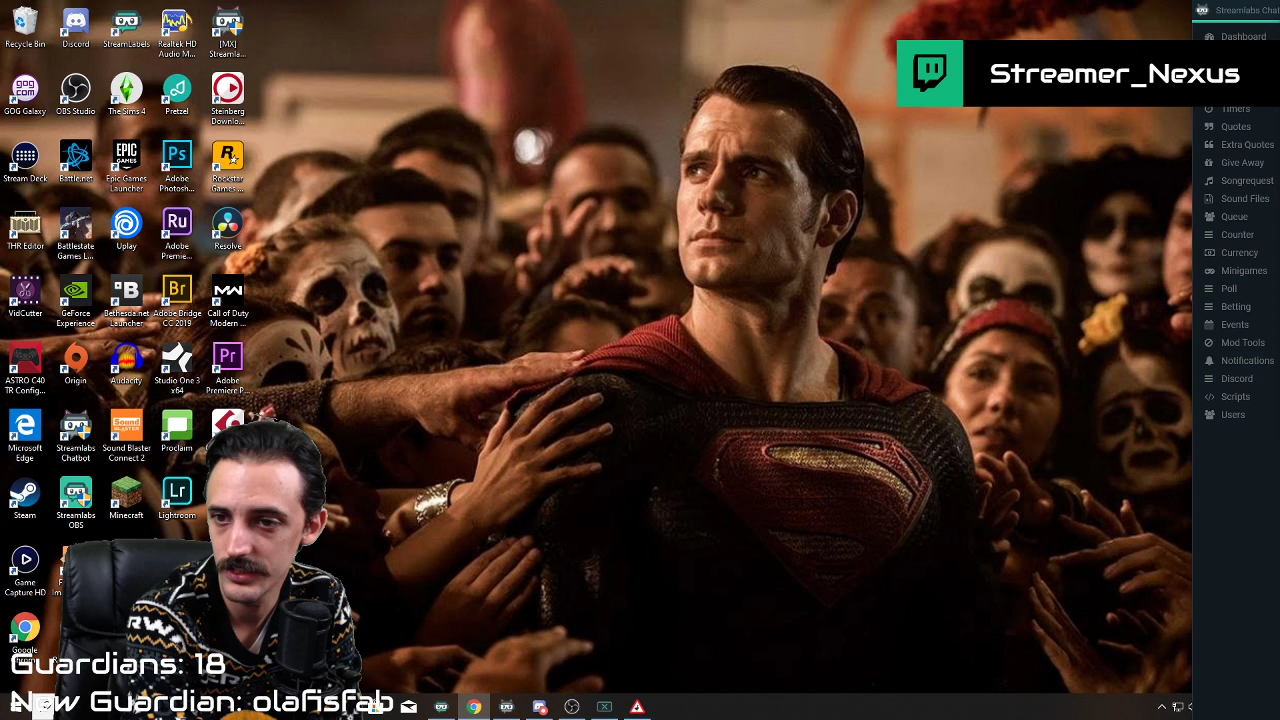 Recycle Bin
Discord
StreamLabels
Realtek HD
Audio M...
[MX]
Streamla...
GOG Galaxy
OBS Studio
The Sims 4
Pretzel
Steinberg
Downlo...
Stream Deck
Battle.net
Epic Games
Launcher
Adobe
Photosh...
Rockstar
Games ...
THR Editor
Battlestate
Games L...
Uplay
Adobe
Premie...
Resolve
VidCutter
GeForce
Experience
Bethesda.net
Launcher
Adobe Bridge
CC 2019
Call of Duty
Modern ...
ASTRO C40
TR Config...
Origin
Audacity
Studio One 3
x64
Adobe
Premiere P...
Microsoft
Edge
Streamlabs
Chatbot
Sound Blaster
Connect 2
Proclaim
Steam
Streamlabs
OBS
Minecraft
Lightroom
Game
Capture HD
Google
Guardians: 18
New Guardian: olafisfab
Streamer_Nexus
Streamlabs Chat
Dashboard
Timers
Quotes
Extra Quotes
Give Away
Songrequest
Sound Files
Queue
Counter
Currency
Minigames
Poll
Betting
Events
Mod Tools
Notifications
Discord
Scripts
Users